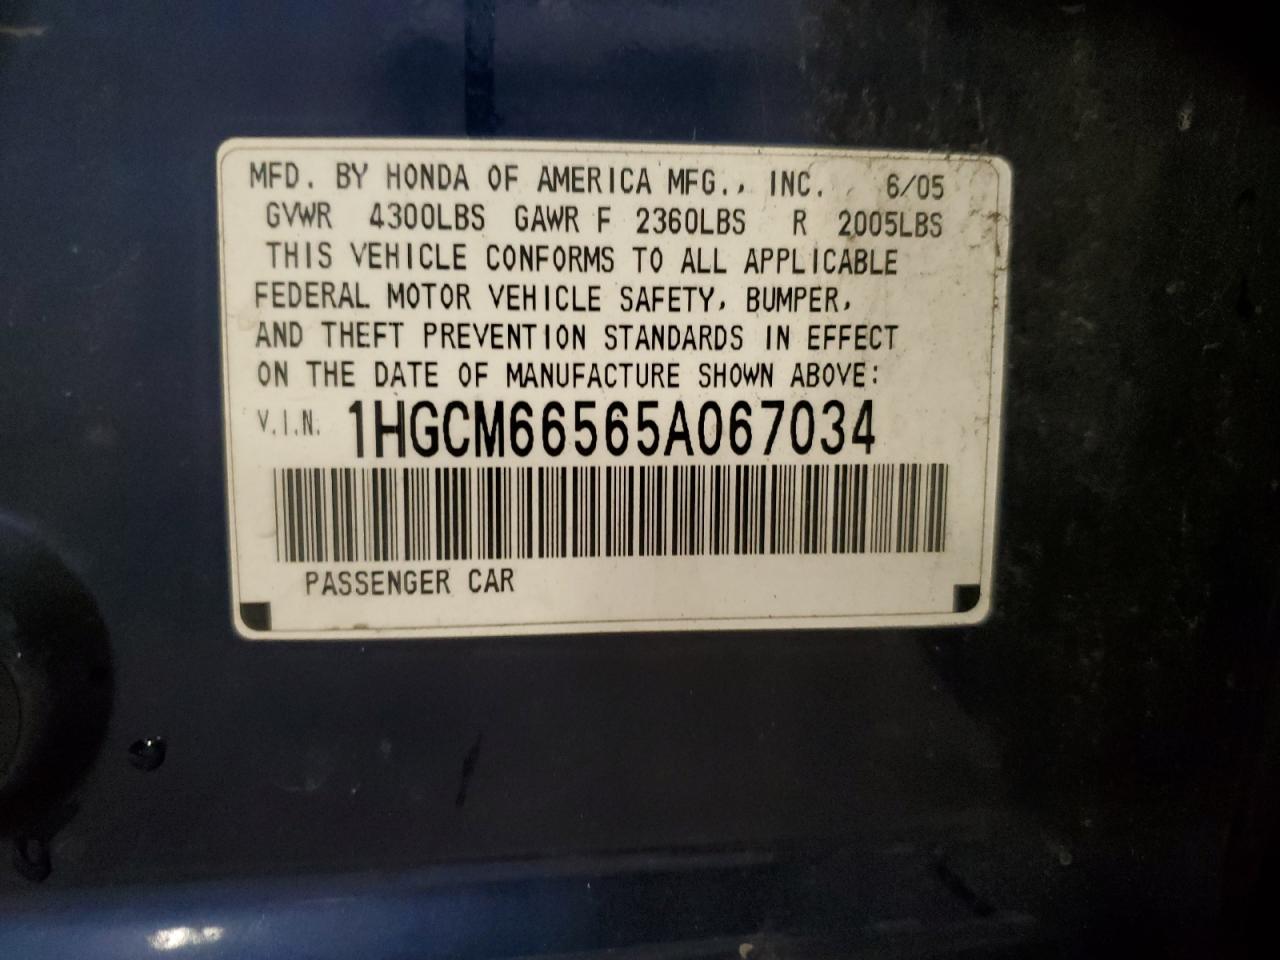 MFD. BY HONDA OF AMERICA MFG., INC. 6/05
GVWR 4300LBS GAWR F 2360LBS R 2005LBS
THIS VEHICLE CONFORMS TO ALL APPLICABLE
FEDERAL MOTOR VEHICLE SAFETY, BUMPER,
AND THEFT PREVENTION STANDARDS IN EFFECT
ON THE DATE OF MANUFACTURE SHOWN ABOVE:
V.I.N. 1HGCM66565A067034
PASSENGER CAR